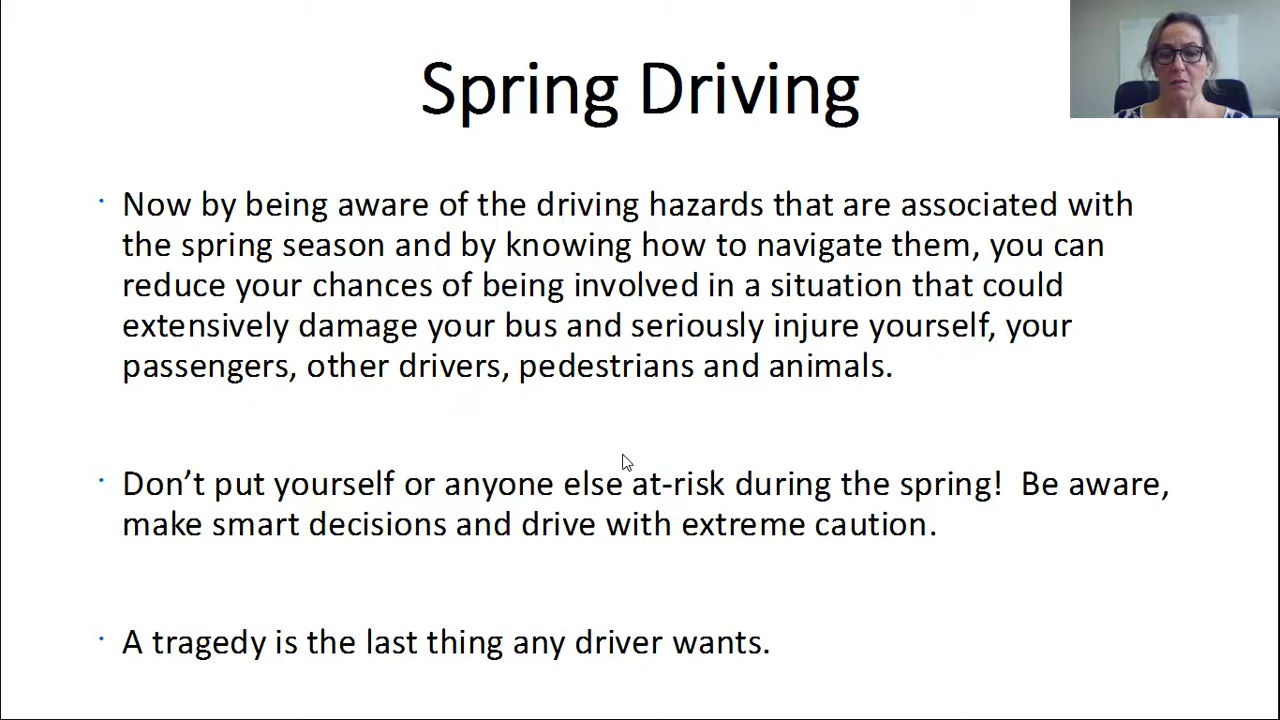 Spring Driving
Now by being aware of the driving hazards that are associated with
the spring season and by knowing how to navigate them, you can
reduce your chances of being involved in a situation that could
extensively damage your bus and seriously injure yourself, your
passengers, other drivers, pedestrians and animals.
Don’t put yourself or anyone else at-risk during the spring!  Be aware,
make smart decisions and drive with extreme caution.
A tragedy is the last thing any driver wants.